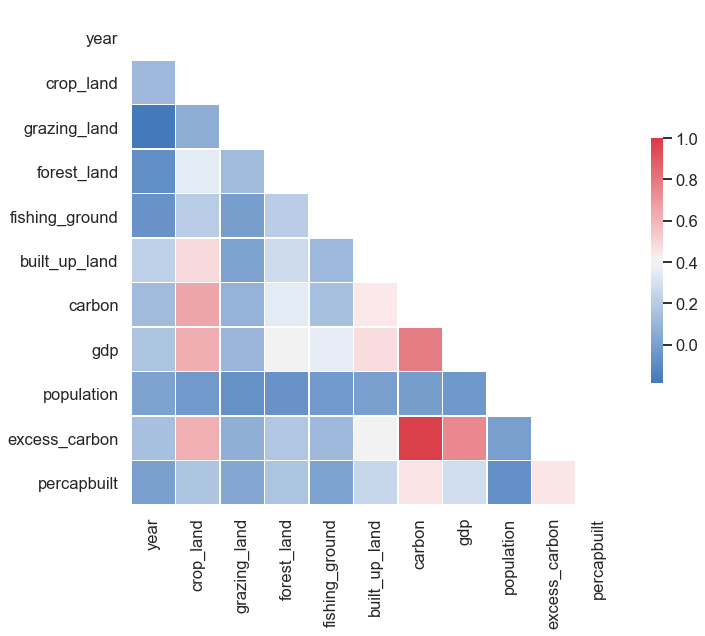 year
crop_land
grazing_land
forest_land
fishing_ground
built_up_land
carbon
gdp
population
excess_carbon
percapbuilt
1.0
0.8
0.6
0.4
0.2
0.0
year
crop_land
grazing_land
forest_land
fishing_ground
built_up_land
carbon
gdp
population
excess_carbon
percapbuilt